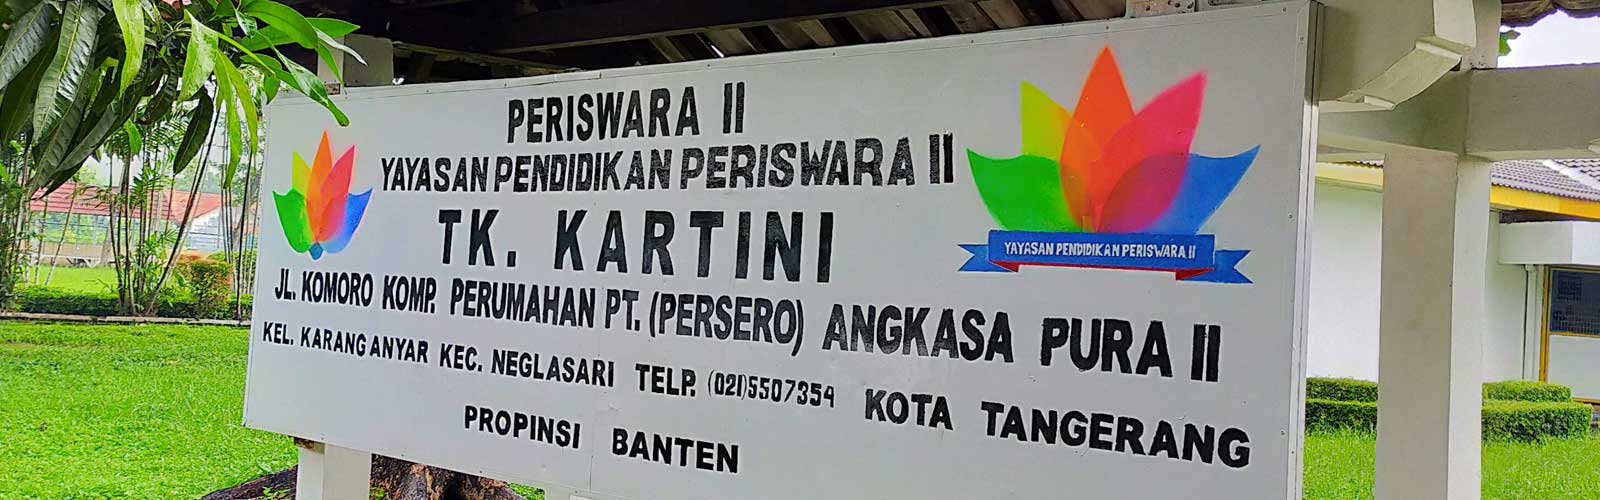 PERISWARA II
YAYASAN PENDIDIKAN PERISWARA II
TK. KARTINI
JL. KOMORO KOMP. PERUMAHAN PT. (PERSERO) ANGKASA PURA II
KEL. KARANG ANYAR KEC. NEGLASARI TELP. (021)5507354 KOTA TANGERANG
PROPINSI BANTEN
YAYASAN PENDIDIKAN PERISWARA II